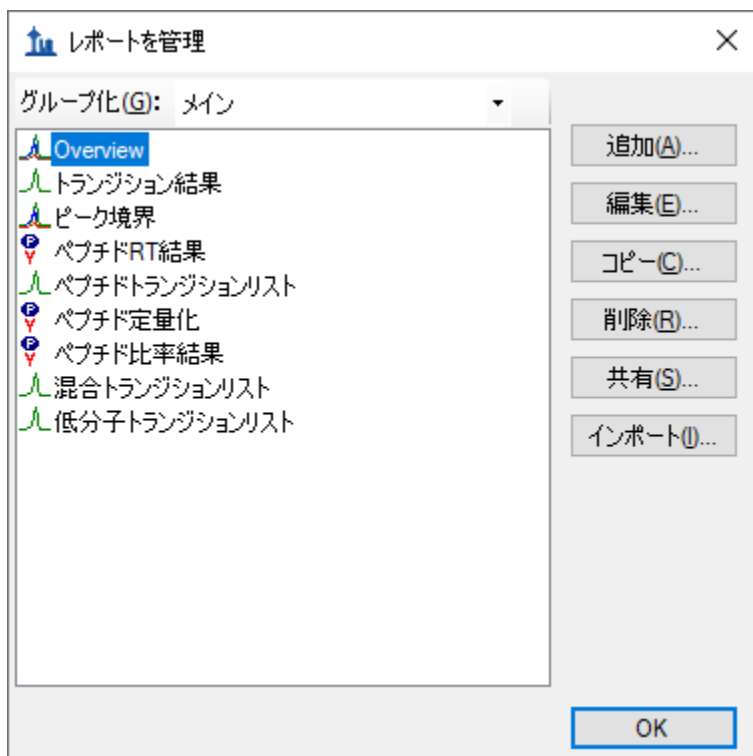 レポートを管理
グループ化(G): メイン
Overview
トランジション結果
ピーク境界
ペプチドRT結果
ペプチドトランジションリスト
ペプチド定量化
ペプチド比率結果
混合トランジションリスト
低分子トランジションリスト
追加(A)...
編集(E)...
コピー(C)...
削除(R)...
共有(S)...
インポート(I)...
OK